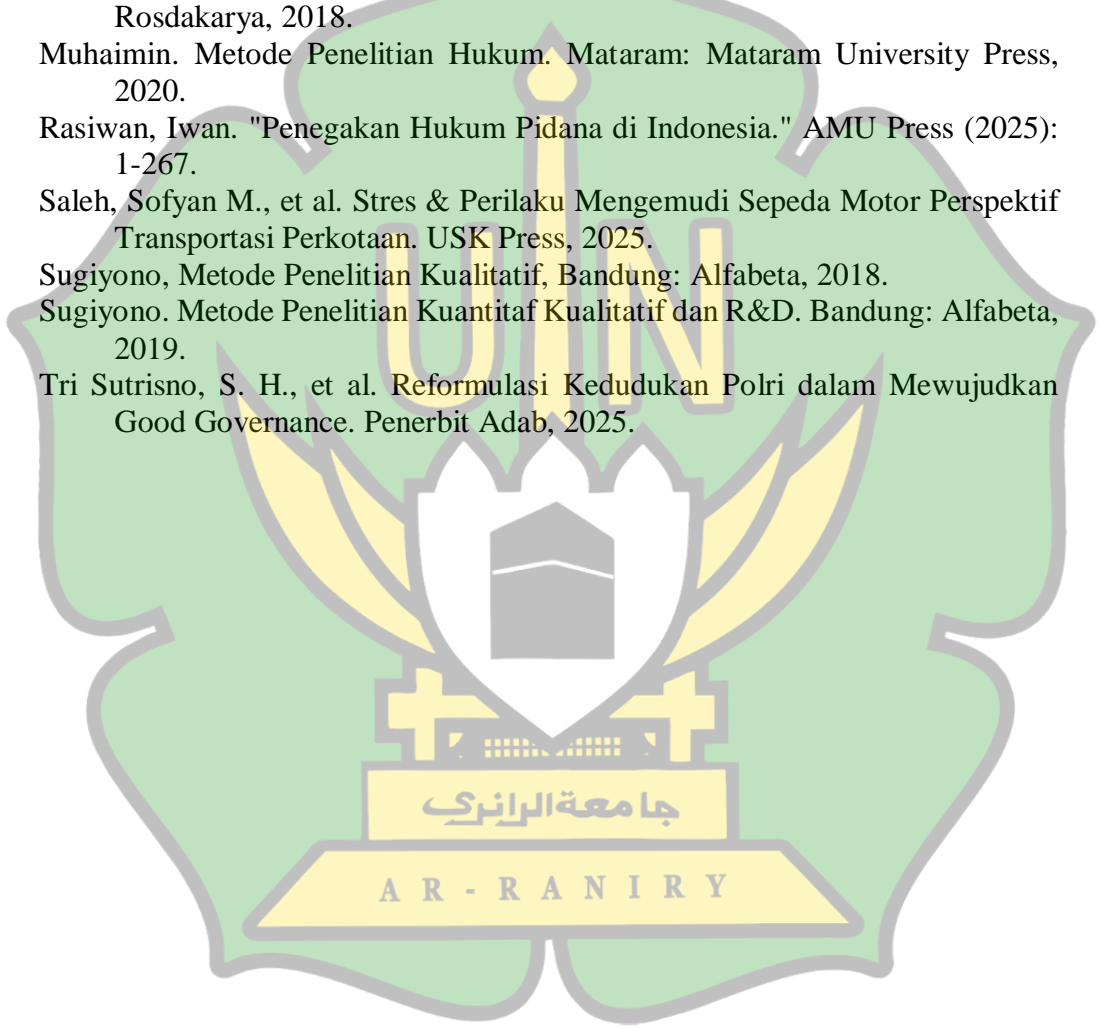 Rosdakarya, 2018.
Muhaimin. Metode Penelitian Hukum. Mataram: Mataram University Press,
2020.
Rasiwan, Iwan. "Penegakan Hukum Pidana di Indonesia." AMU Press (2025):
1-267.
Saleh, Sofyan M., et al. Stres & Perilaku Mengemudi Sepeda Motor Perspektif
Transportasi Perkotaan. USK Press, 2025.
Sugiyono, Metode Penelitian Kualitatif, Bandung: Alfabeta, 2018.
Sugiyono. Metode Penelitian Kuantitaf Kualitatif dan R&D. Bandung: Alfabeta,
2019.
Tri Sutrisno, S. H., et al. Reformulasi Kedudukan Polri dalam Mewujudkan
Good Governance. Penerbit Adab, 2025.
UIN
جامعة الرانري
AR-RANIRY